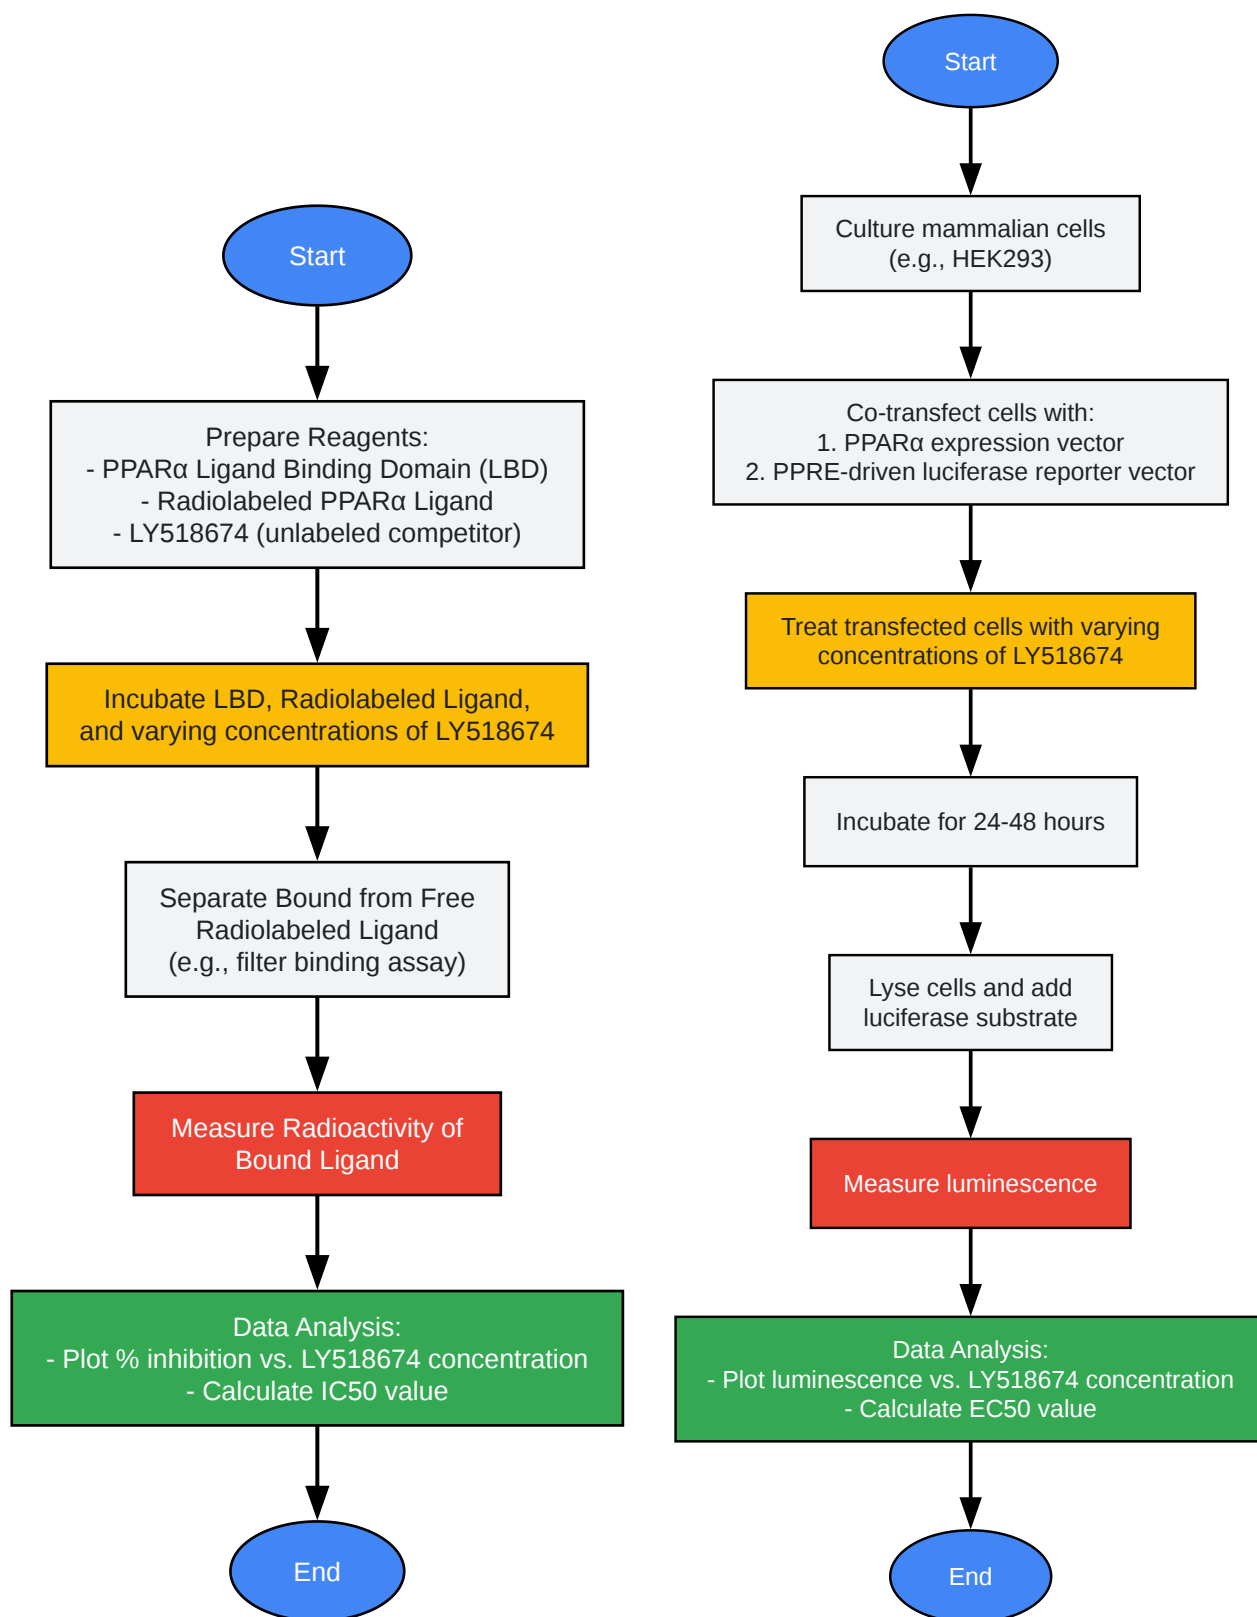 Start
Prepare Reagents:
- PPARα Ligand Binding Domain (LBD)
- Radiolabeled PPARα Ligand
- LY518674 (unlabeled competitor)
Incubate LBD, Radiolabeled Ligand,
and varying concentrations of LY518674
Separate Bound from Free
Radiolabeled Ligand
(e.g., filter binding assay)
Measure Radioactivity of
Bound Ligand
Data Analysis:
- Plot % inhibition vs. LY518674 concentration
- Calculate IC50 value
End
Start
Culture mammalian cells
(e.g., HEK293)
Co-transfect cells with:
1. PPARα expression vector
2. PPRE-driven luciferase reporter vector
Treat transfected cells with varying
concentrations of LY518674
Incubate for 24-48 hours
Lyse cells and add
luciferase substrate
Measure luminescence
Data Analysis:
- Plot luminescence vs. LY518674 concentration
- Calculate EC50 value
End